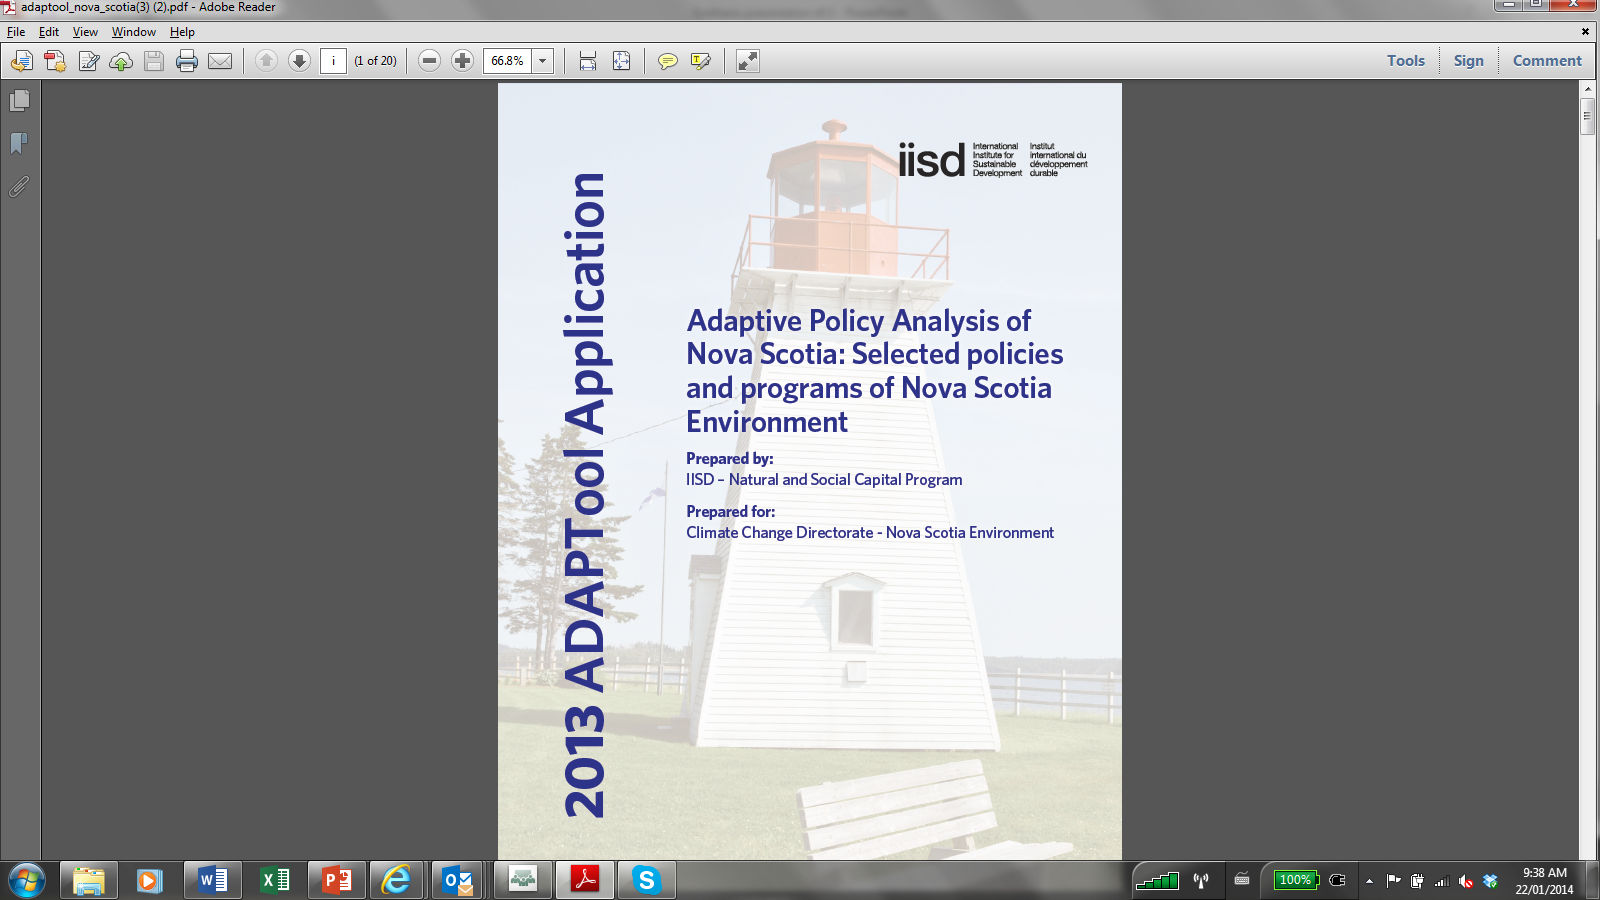 adaptool_nova_scotia(3) (2).pdf - Adobe Reader
File Edit View Window Help
i (1 of 20) 66.8% Tools Sign Comment
iisd
International
Institute for
Sustainable
Development
Institut
international du
développement
durable
2013 ADAPTool Application
Adaptive Policy Analysis of
Nova Scotia: Selected policies
and programs of Nova Scotia
Environment
Prepared by:
IISD – Natural and Social Capital Program
Prepared for:
Climate Change Directorate - Nova Scotia Environment
100%
9:38 AM
22/01/2014